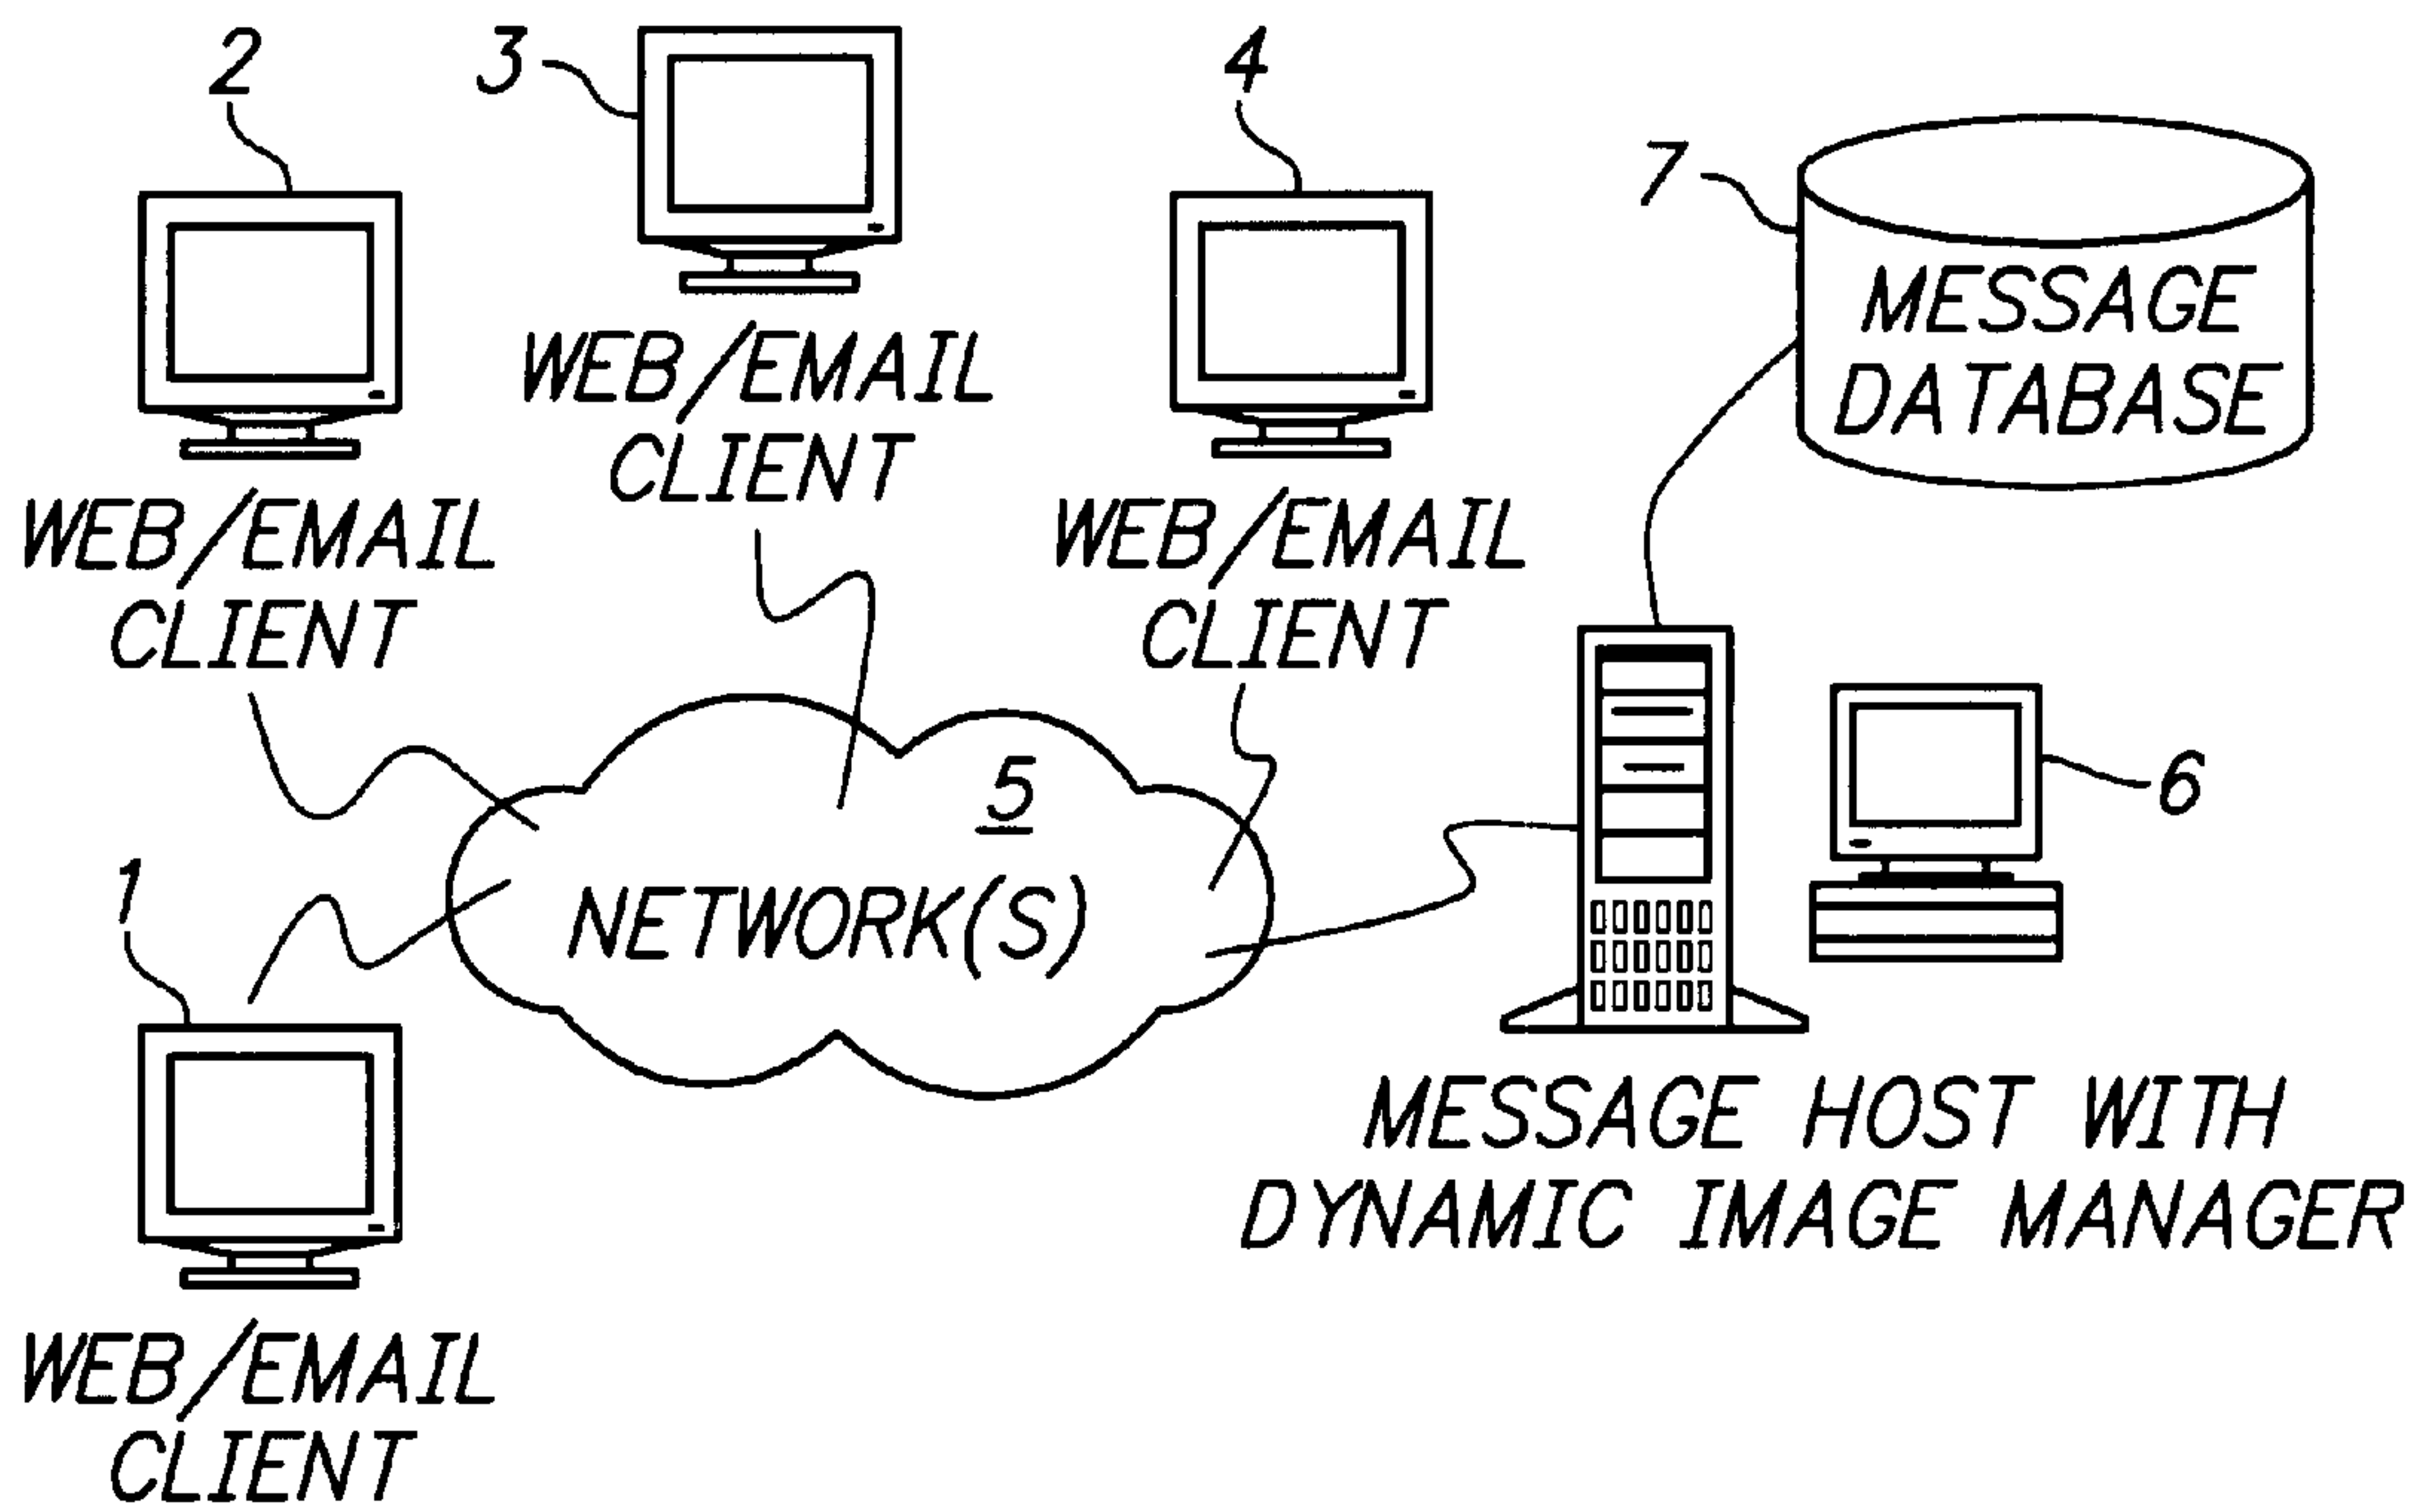 2
3
4
7
WEB/EMAIL
CLIENT
WEB/EMAIL
CLIENT
WEB/EMAIL
CLIENT
MESSAGE
DATABASE
5
NETWORK(S)
6
1
MESSAGE HOST WITH
DYNAMIC IMAGE MANAGER
WEB/EMAIL
CLIENT